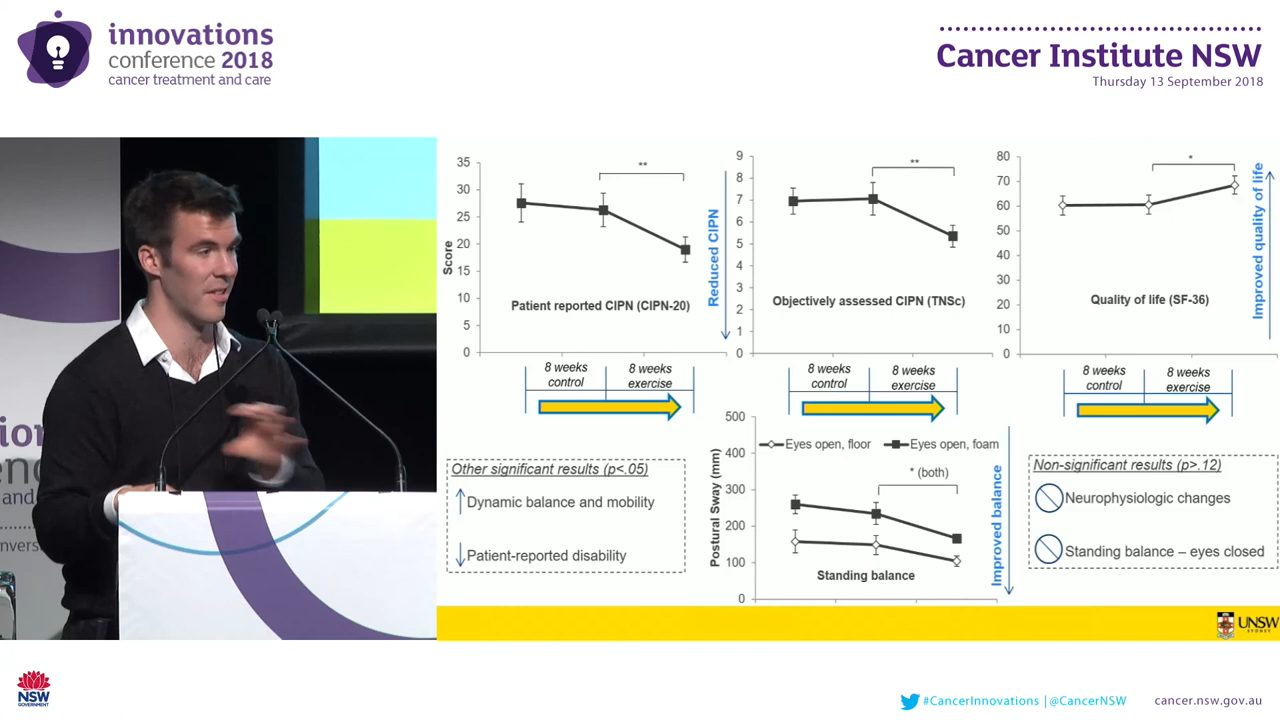 innovations
conference 2018
cancer treatment and care
Cancer Institute NSW
Thursday 13 September 2018
35
30
25
20
15
10
5
0
Score
**
Patient reported CIPN (CIPN-20)
Reduced CIPN
8 weeks control
8 weeks exercise
9
8
7
6
5
4
3
2
1
0
**
Objectively assessed CIPN (TNSc)
8 weeks control
8 weeks exercise
80
70
60
50
40
30
20
10
0
*
Quality of life (SF-36)
Improved quality of life
8 weeks control
8 weeks exercise
Other significant results (p<.05)
Dynamic balance and mobility
Patient-reported disability
500
400
300
200
100
0
Postural Sway (mm)
Eyes open, floor
Eyes open, foam
* (both)
Standing balance
Improved balance
Non-significant results (p>.12)
Neurophysiologic changes
Standing balance – eyes closed
UNSW
SYDNEY
NSW
GOVERNMENT
#CancerInnovations | @CancerNSW
cancer.nsw.gov.au